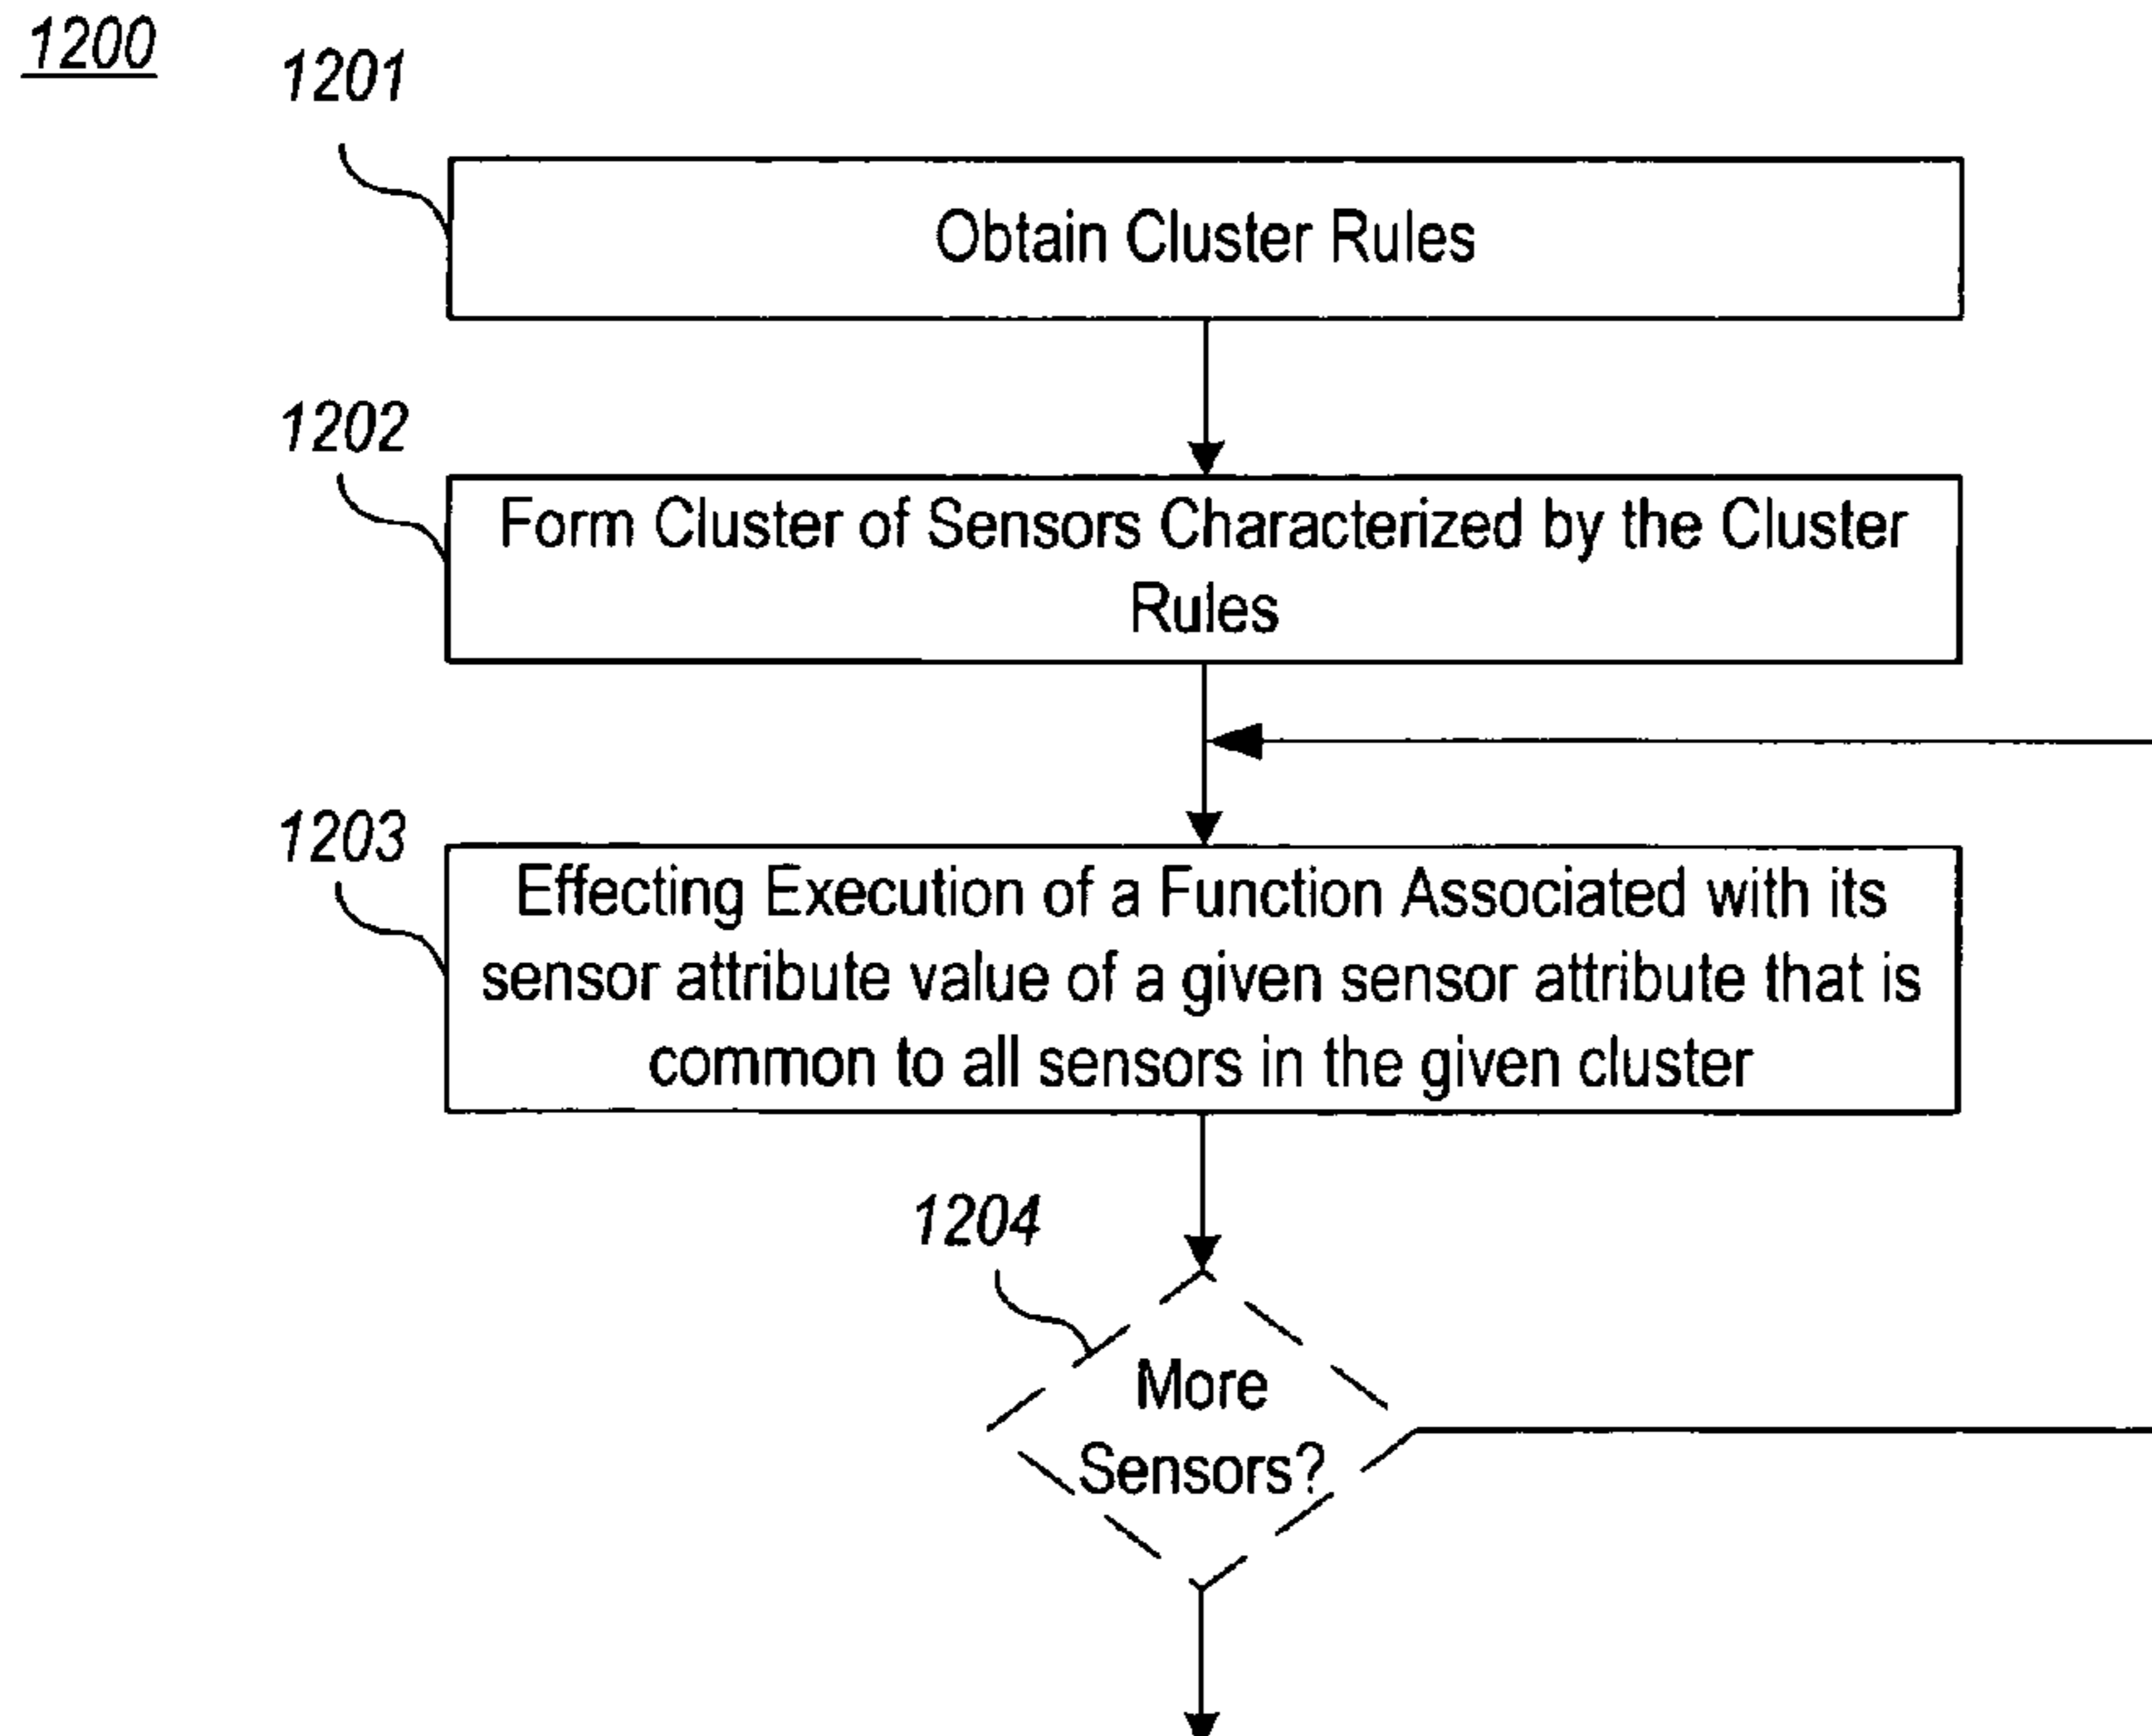 1200
1201
Obtain Cluster Rules
1202
Form Cluster of Sensors Characterized by the Cluster
Rules
1203
Effecting Execution of a Function Associated with its
sensor attribute value of a given sensor attribute that is
common to all sensors in the given cluster
1204
More
Sensors?